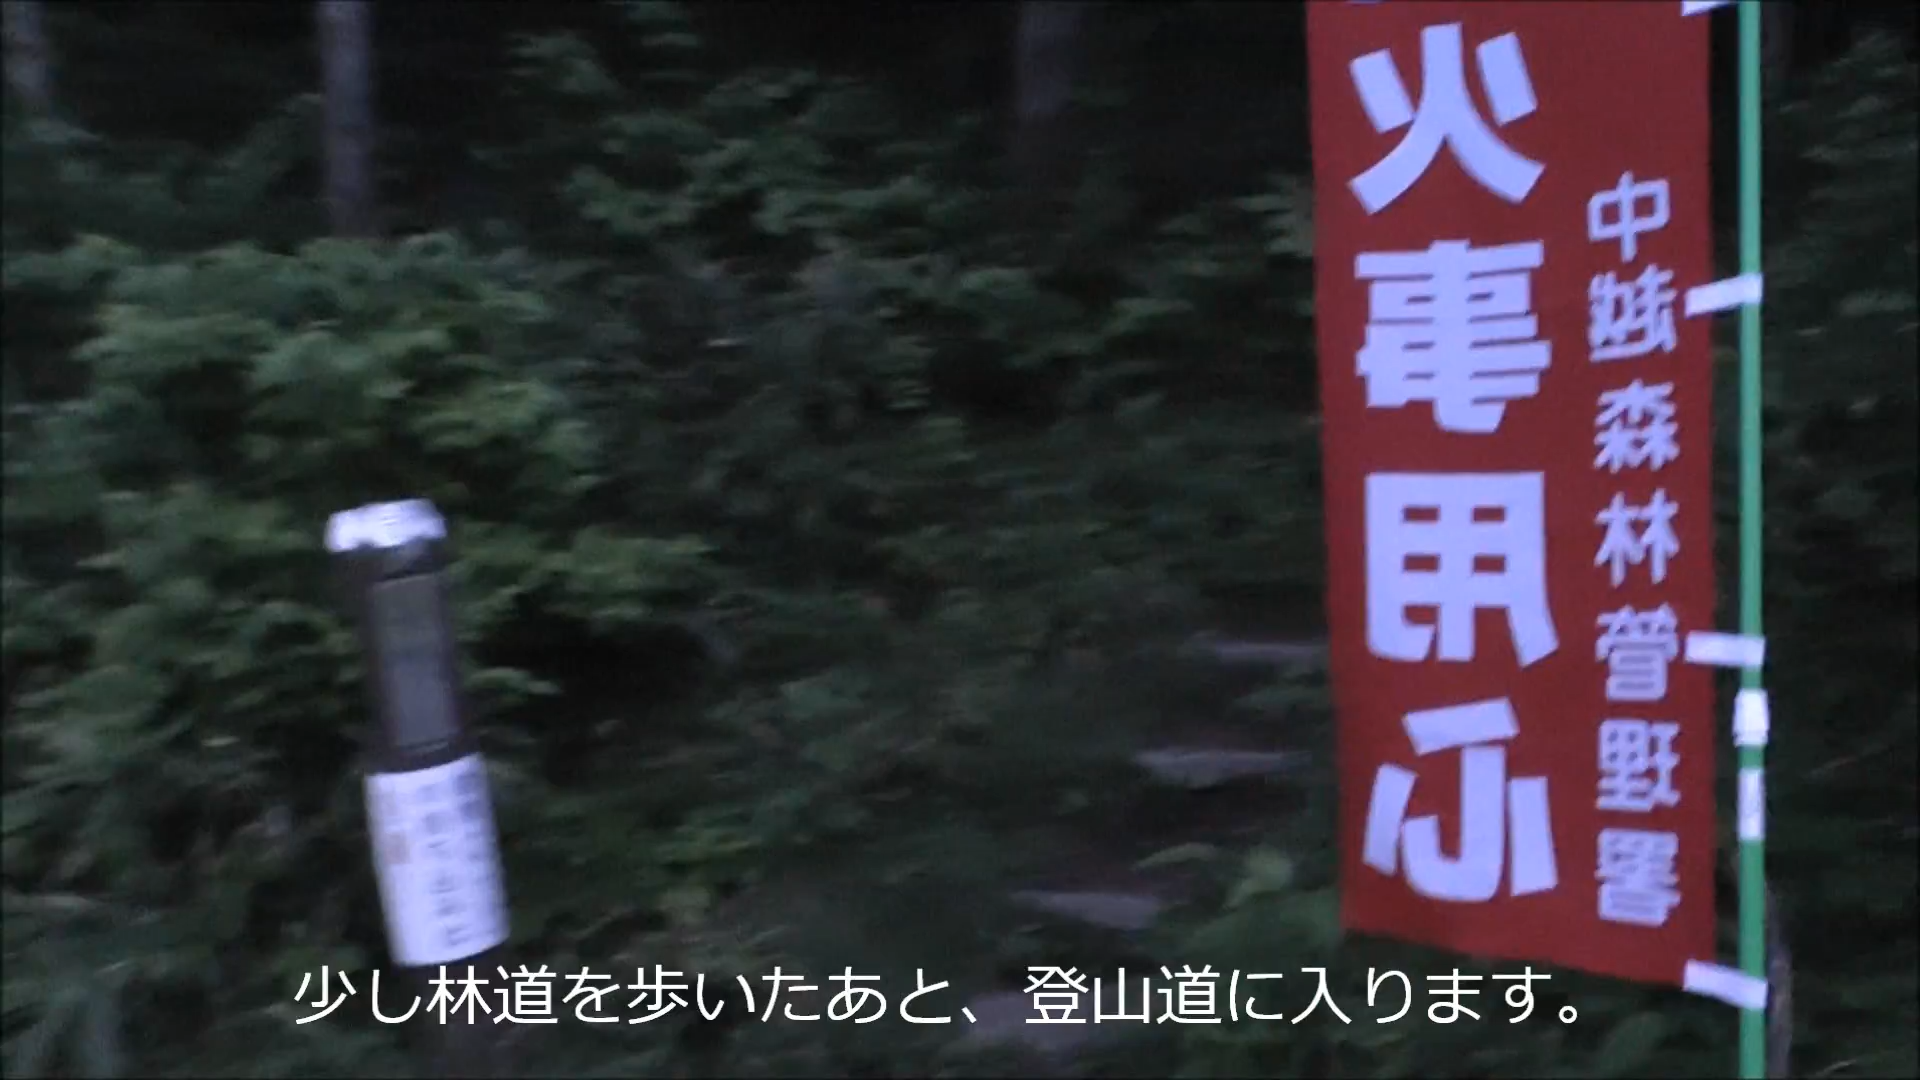 火事用心
中越森林管理署
少し林道を歩いたあと、登山道に入ります。